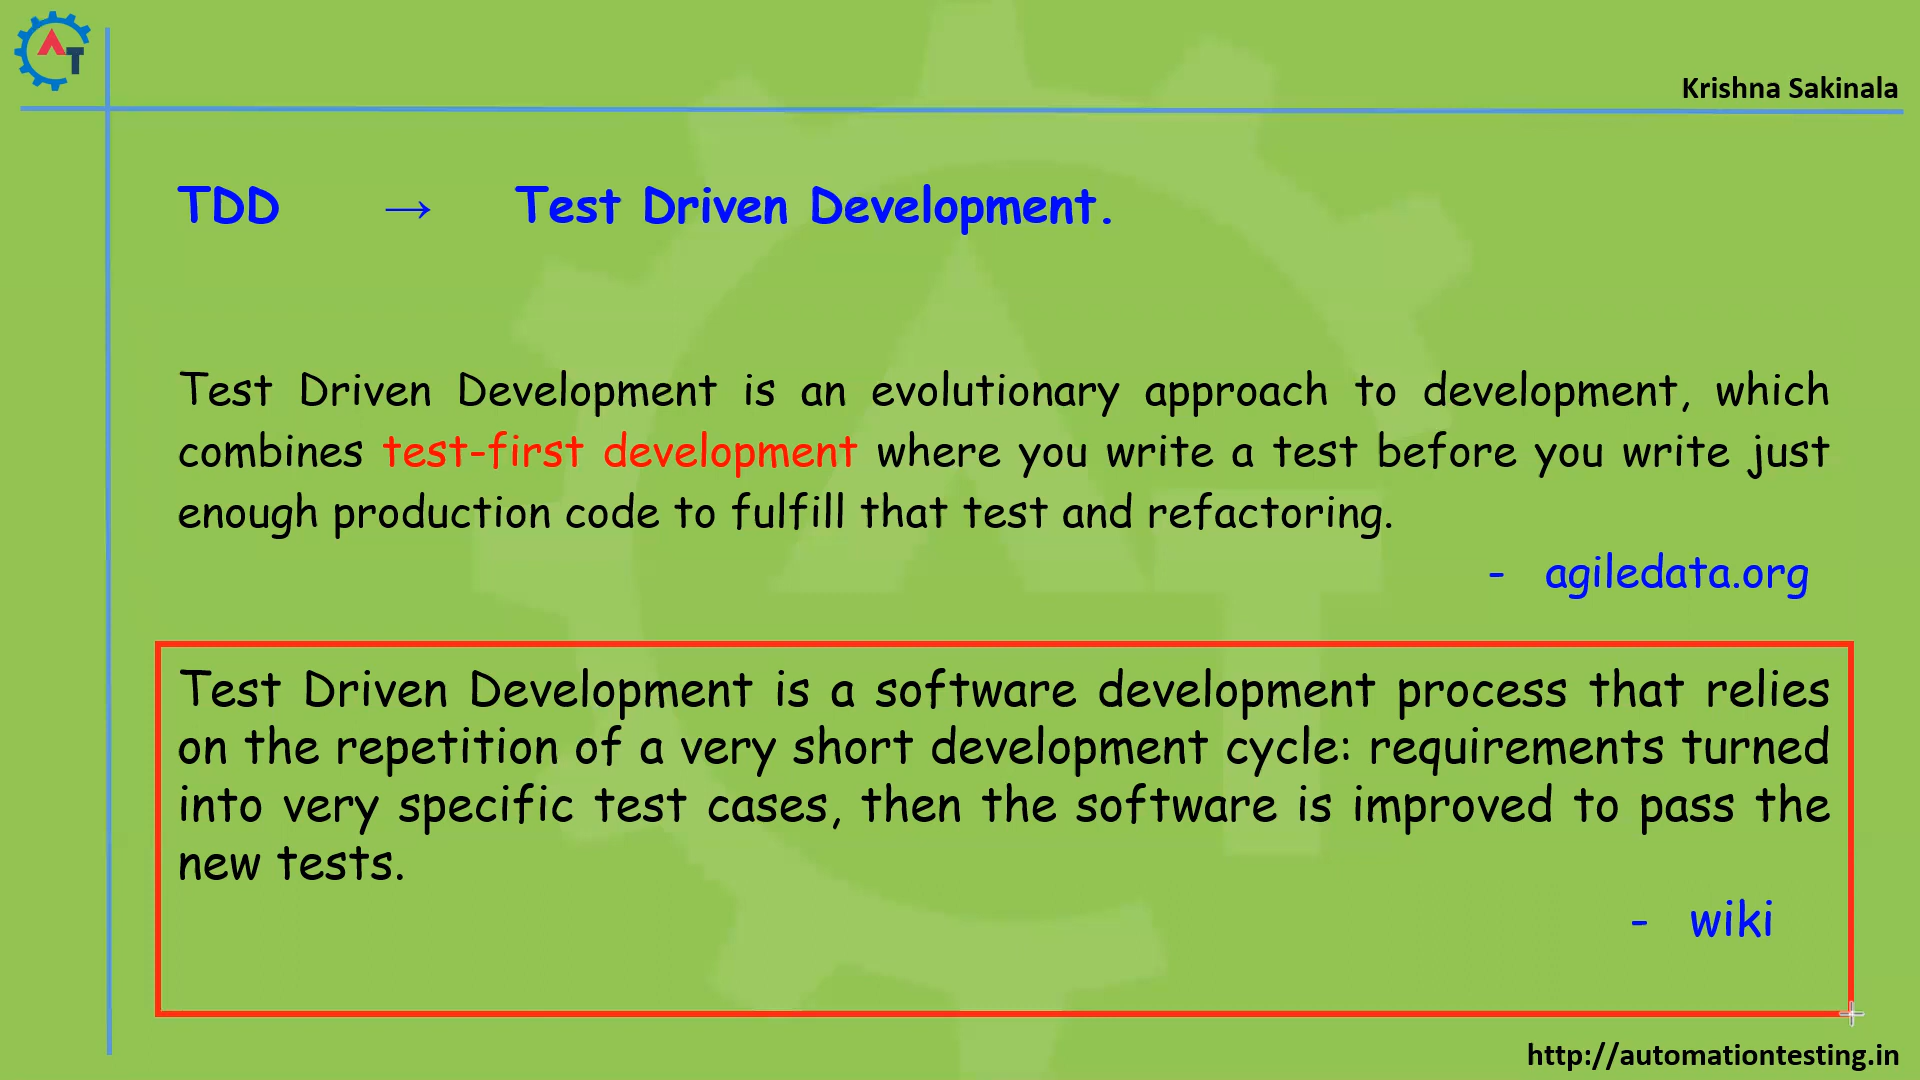 AT
Krishna Sakinala
TDD → Test Driven Development.
Test Driven Development is an evolutionary approach to development, which
combines test-first development where you write a test before you write just
enough production code to fulfill that test and refactoring.
- agiledata.org
Test Driven Development is a software development process that relies
on the repetition of a very short development cycle: requirements turned
into very specific test cases, then the software is improved to pass the
new tests.
- wiki
http://automationtesting.in